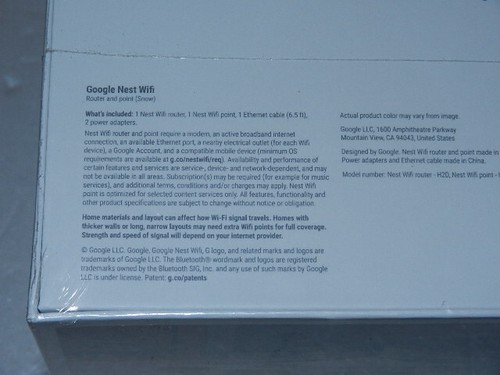 Google Nest Wifi
Router and point (Snow)
What's included: 1 Nest Wifi router, 1 Nest Wifi point, 1 Ethernet cable (6.5 ft),
2 power adapters.
Nest Wifi router and point require a modem, an active broadband internet
connection, an available Ethernet port, a nearby electrical outlet (for each Wifi
device), a Google Account, and a compatible mobile device (minimum OS
requirements are available at g.co/nestwifi/req). Availability and performance of
certain features and services are service-, device- and network-dependent, and may
not be available in all areas. Subscription(s) may be required (for example for music
services), and additional terms, conditions and/or charges may apply. Nest Wifi
point is optimized for selected content services only. All features, functionality and
other product specifications are subject to change without notice or obligation.
Home materials and layout can affect how Wi-Fi signal travels. Homes with
thicker walls or long, narrow layouts may need extra Wifi points for full coverage.
Strength and speed of signal will depend on your internet provider.
© Google LLC. Google, Google Nest Wifi, G logo, and related marks and logos are
trademarks of Google LLC. The Bluetooth® wordmark and logos are registered
trademarks owned by the Bluetooth SIG, Inc. and any use of such marks by Google
LLC is under license. Patent: g.co/patents
Actual product color may vary from image.
Google LLC, 1600 Amphitheatre Parkway
Mountain View, CA 94043, United States
Designed by Google. Nest Wifi router and point made in
Power adapters and Ethernet cable made in China.
Model number: Nest Wifi router - H2D, Nest Wifi point -